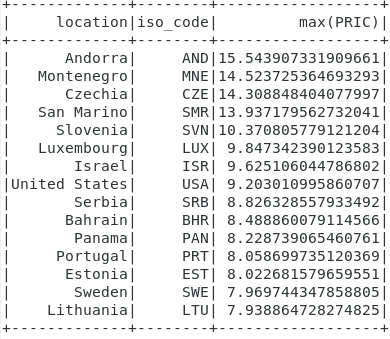 +-------------+--------+------------------+
|     location|iso_code|         max(PRIC)|
+-------------+--------+------------------+
|      Andorra|     AND|15.543907331909661|
|   Montenegro|     MNE|14.523725364693293|
|      Czechia|     CZE|14.308848404077997|
|   San Marino|     SMR|13.937179562732041|
|     Slovenia|     SVN|10.370805779121204|
|   Luxembourg|     LUX| 9.847342390123583|
|       Israel|     ISR| 9.625106044786802|
|United States|     USA| 9.203010995860707|
|       Serbia|     SRB| 8.826328557933492|
|      Bahrain|     BHR| 8.488860079114566|
|       Panama|     PAN| 8.228739065460761|
|     Portugal|     PRT| 8.058699735120369|
|      Estonia|     EST| 8.022681579659551|
|       Sweden|     SWE| 7.969744347858805|
|    Lithuania|     LTU| 7.938864728274825|
+-------------+--------+------------------+